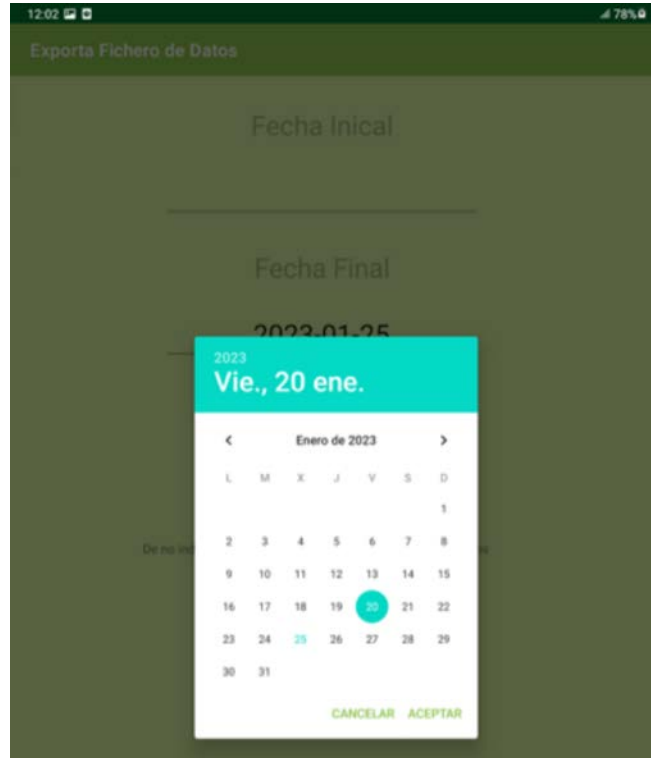 12:02 78%
Exporta Fichero de Datos
Fecha Inical
Fecha Final
2023-01-25
2023
Vie., 20 ene.
< Enero de 2023 >
L M X J V S D
1
2 3 4 5 6 7 8
De no
9 10 11 12 13 14 15
16 17 18 19 20 21 22
23 24 25 26 27 28 29
30 31
CANCELAR ACEPTAR